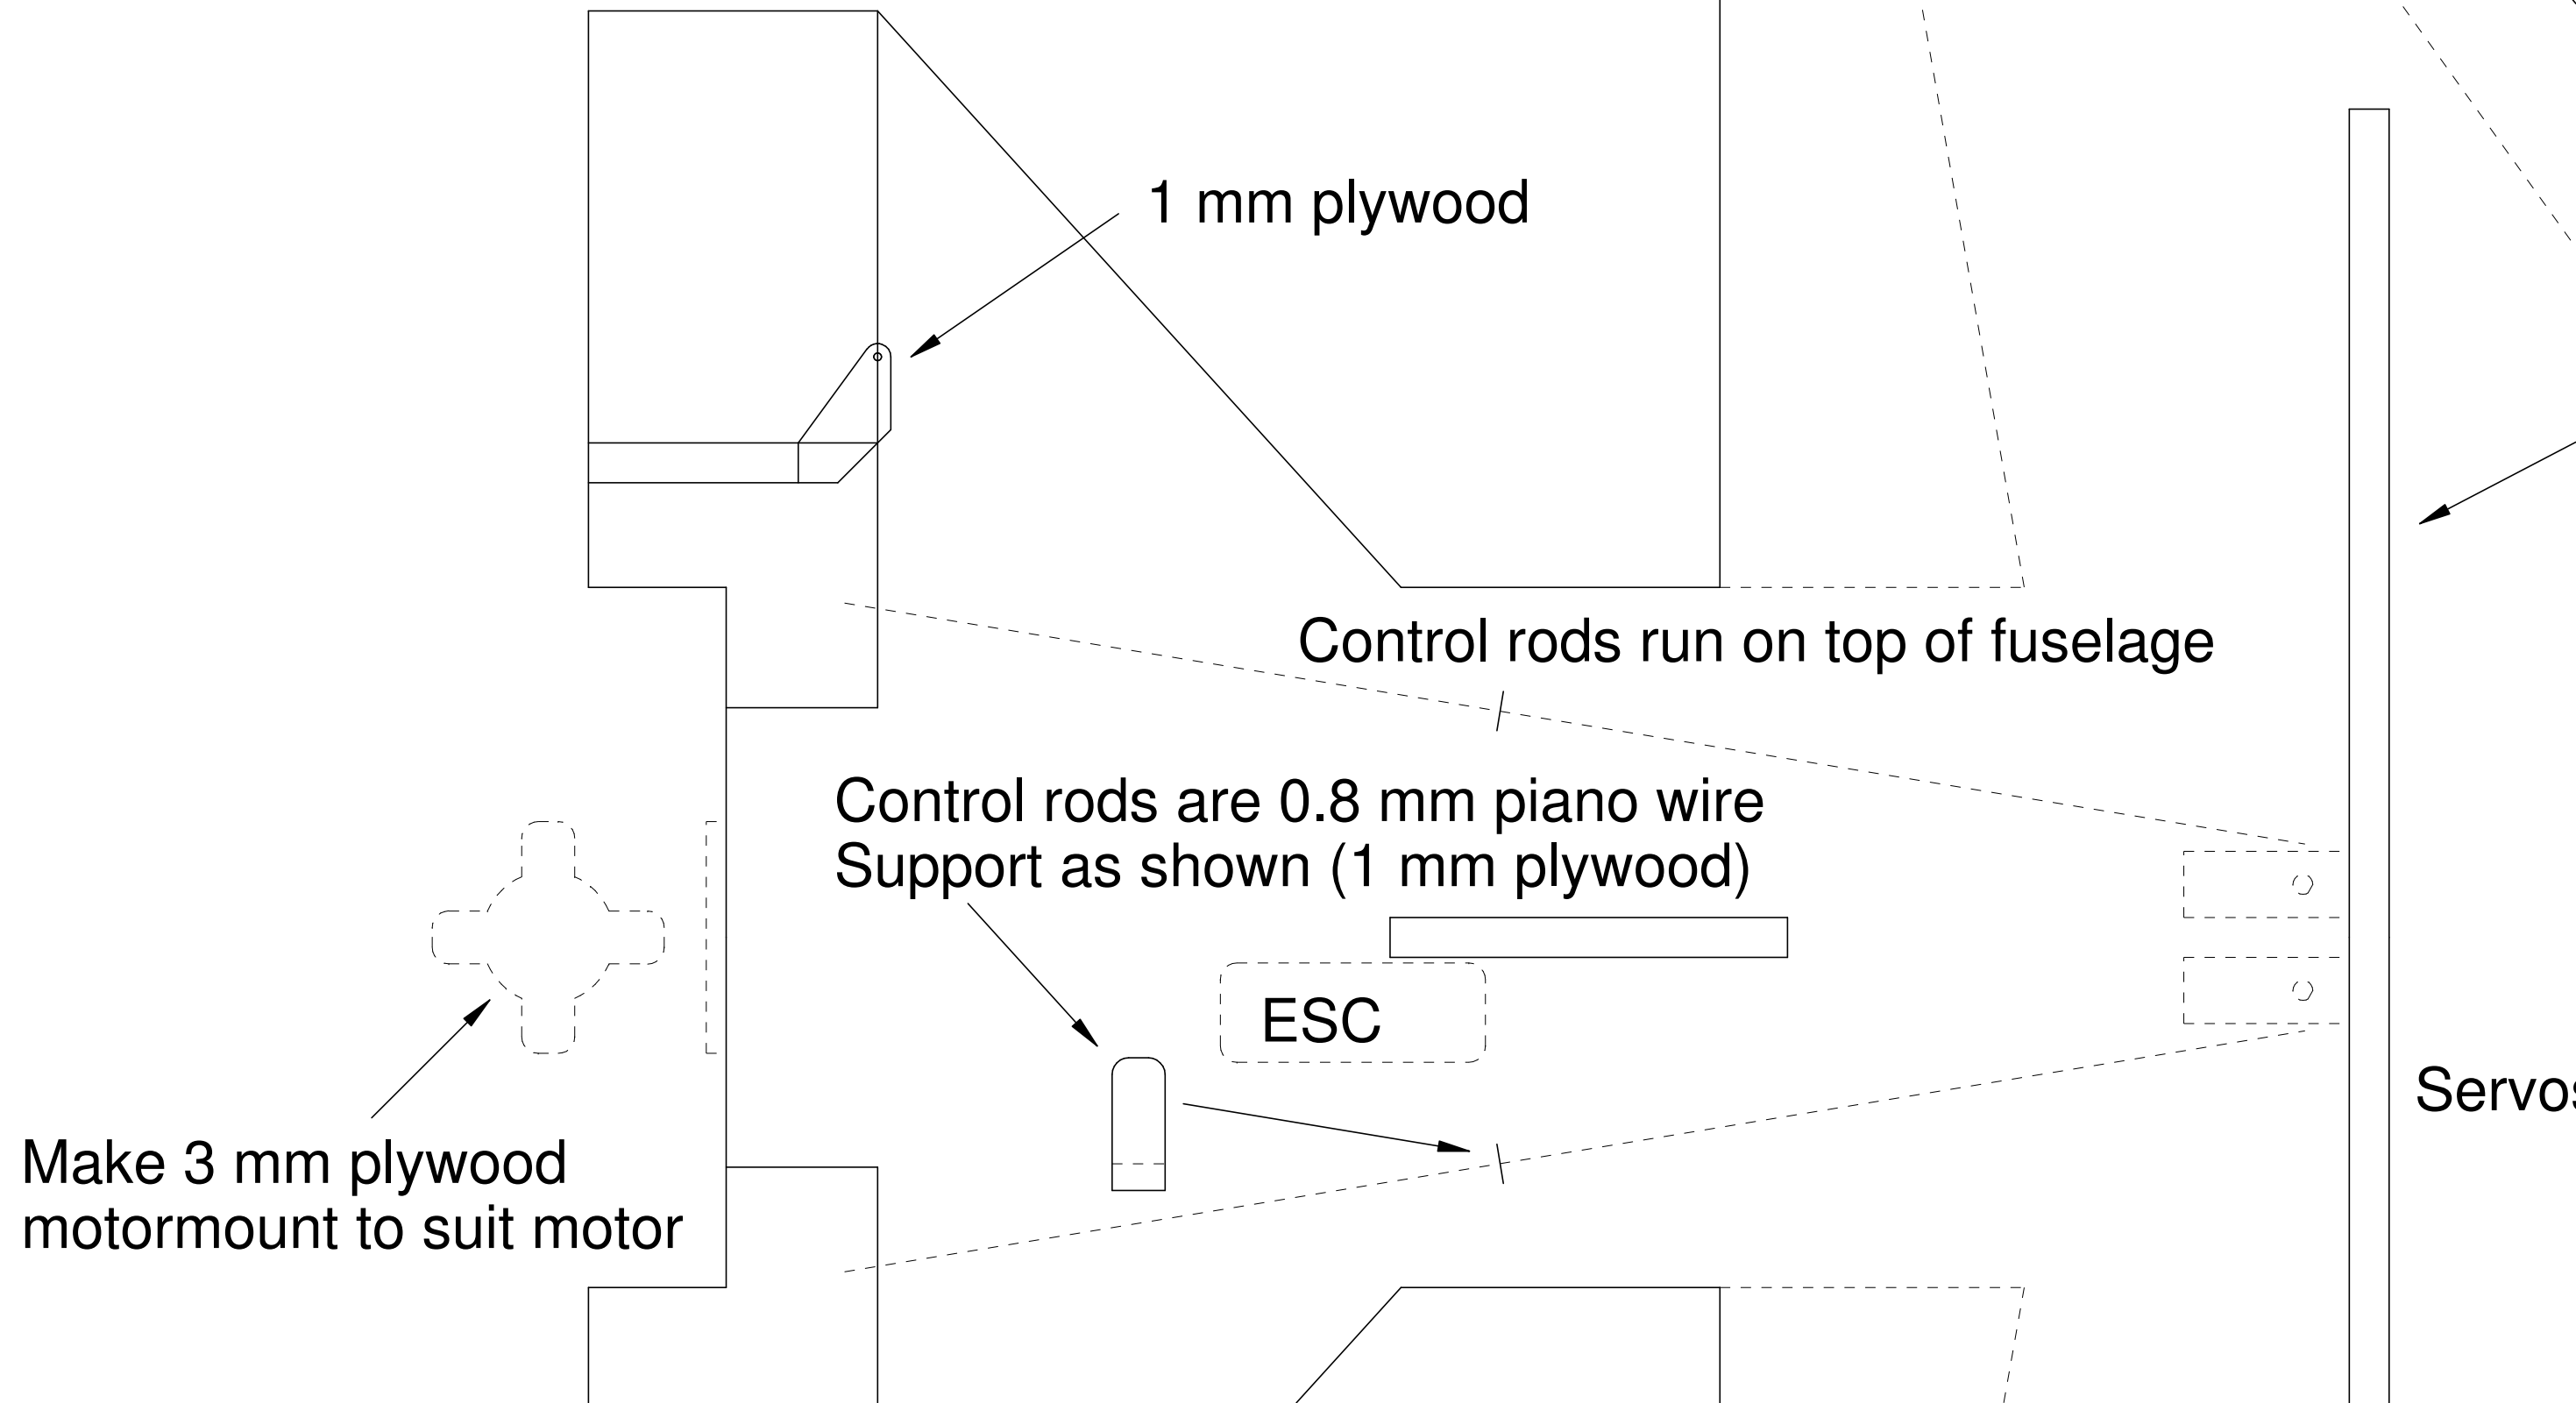 1 mm plywood
Control rods run on top of fuselage
Control rods are 0.8 mm piano wire
Support as shown (1 mm plywood)
ESC
Servos
Make 3 mm plywood
motormount to suit motor